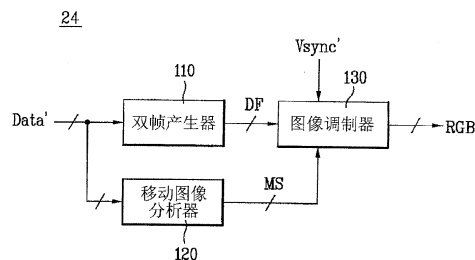 24
Vsync'
110
130
Data'
双帧产生器
DF
图像调制器
RGB
移动图像
分析器
MS
120